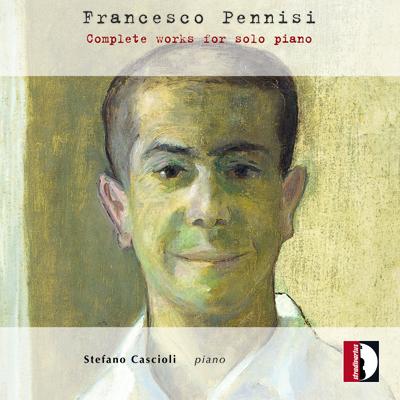 Francesco Pennisi
Complete works for solo piano
Stefano Cascioli piano
stradivarius